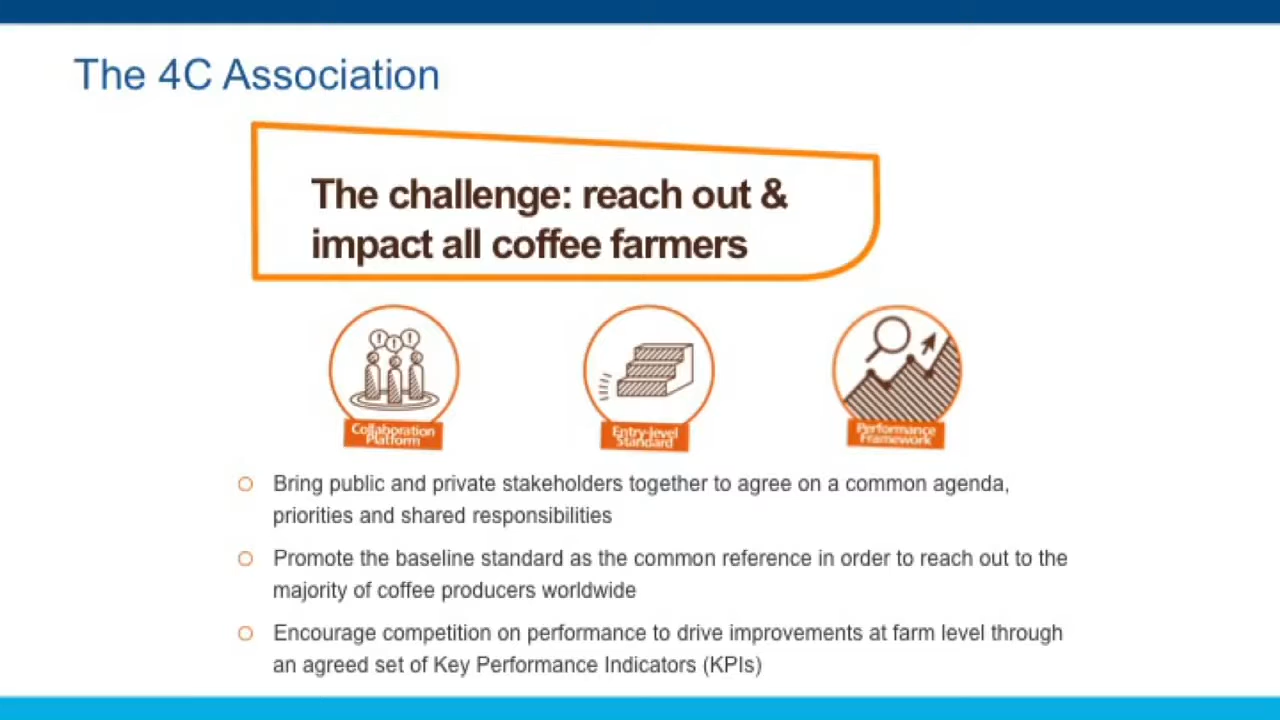 The 4C Association
The challenge: reach out &
impact all coffee farmers
Collaboration
Platform
Entry-level
Standard
Performance
Framework
Bring public and private stakeholders together to agree on a common agenda,
priorities and shared responsibilities
Promote the baseline standard as the common reference in order to reach out to the
majority of coffee producers worldwide
Encourage competition on performance to drive improvements at farm level through
an agreed set of Key Performance Indicators (KPIs)